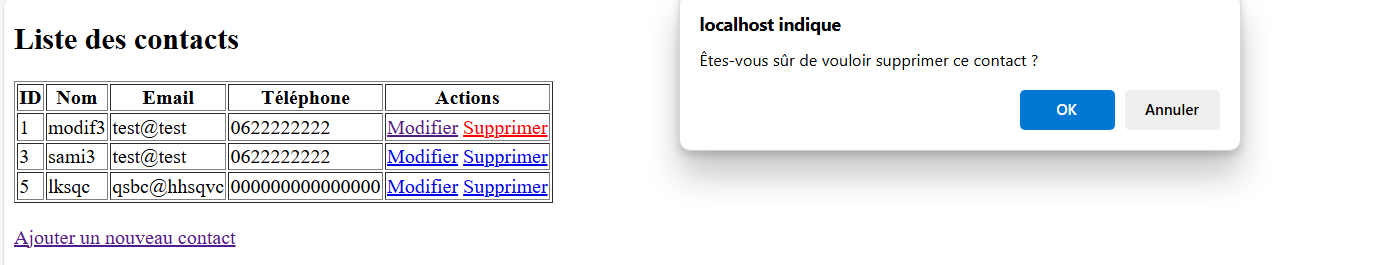 Liste des contacts
ID Nom Email Téléphone Actions
1 modif3 test@test 0622222222 Modifier Supprimer
3 sami3 test@test 0622222222 Modifier Supprimer
5 lksqc qsbc@hhsqvc 000000000000000 Modifier Supprimer
Ajouter un nouveau contact
localhost indique
Êtes-vous sûr de vouloir supprimer ce contact ?
OK Annuler